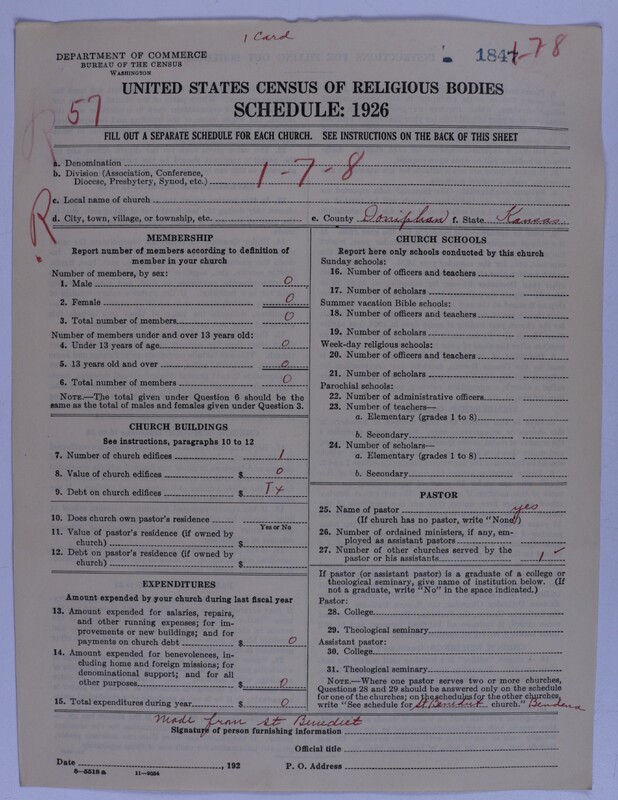 1 Card
DEPARTMENT OF COMMERCE
BUREAU OF THE CENSUS
WASHINGTON
1-7-8
57
UNITED STATES CENSUS OF RELIGIOUS BODIES
SCHEDULE: 1926
FILL OUT A SEPARATE SCHEDULE FOR EACH CHURCH. SEE INSTRUCTIONS ON THE BACK OF THIS SHEET
R
a. Denomination
b. Division (Association, Conference,
Diocese, Presbytery, Synod, etc.) 1-7-8
c. Local name of church
R
d. City, town, village, or township, etc. e. County Doniphan f. State Kansas
MEMBERSHIP
Report number of members according to definition of
member in your church
Number of members, by sex:
1. Male 0
2. Female 0
3. Total number of members 0
Number of members under and over 13 years old:
4. Under 13 years of age 0
5. 13 years old and over 0
6. Total number of members 0
NOTE.—The total given under Question 6 should be the
same as the total of males and females given under Question 3.
CHURCH BUILDINGS
See instructions, paragraphs 10 to 12
7. Number of church edifices 1
8. Value of church edifices $ 0
9. Debt on church edifices $ Tx
10. Does church own pastor's residence
Yes or No
11. Value of pastor's residence (if owned by
church) $
12. Debt on pastor's residence (if owned by
church) $
EXPENDITURES
Amount expended by your church during last fiscal year
13. Amount expended for salaries, repairs,
and other running expenses; for im-
provements or new buildings; and for
payments on church debt $ 0
14. Amount expended for benevolences, in-
cluding home and foreign missions; for
denominational support; and for all
other purposes $ 0
15. Total expenditures during year $ 0
CHURCH SCHOOLS
Report here only schools conducted by this church
Sunday schools:
16. Number of officers and teachers
17. Number of scholars
Summer vacation Bible schools:
18. Number of officers and teachers
19. Number of scholars
Week-day religious schools:
20. Number of officers and teachers
21. Number of scholars
Parochial schools:
22. Number of administrative officers
23. Number of teachers—
a. Elementary (grades 1 to 8)
b. Secondary
24. Number of scholars—
a. Elementary (grades 1 to 8)
b. Secondary
PASTOR
25. Name of pastor yes
(If church has no pastor, write "None")
26. Number of ordained ministers, if any, em-
ployed as assistant pastors
27. Number of other churches served by the
pastor or his assistants 1 ✓
If pastor (or assistant pastor) is a graduate of a college or
theological seminary, give name of institution below. (If
not a graduate, write "No" in the space indicated.)
Pastor:
28. College
29. Theological seminary
Assistant pastor:
30. College
31. Theological seminary
NOTE.—Where one pastor serves two or more churches,
Questions 28 and 29 should be answered only on the schedule
for one of the churches; on the schedules for the other churches,
write "See schedule for St Benedict church." Bendena
Made from St Benedict
Signature of person furnishing information
Official title
Date , 192 P. O. Address
8-5518 a 11-9024